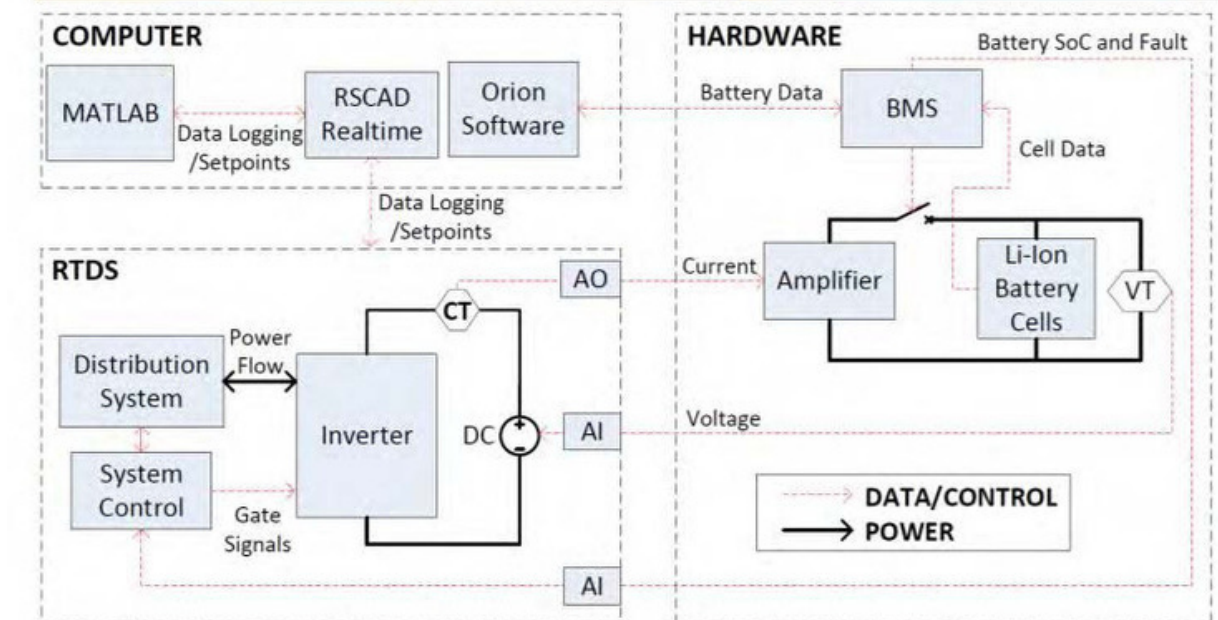 COMPUTER
MATLAB
Data Logging
/Setpoints
RSCAD
Realtime
Orion
Software
Data Logging
/Setpoints
HARDWARE
Battery SoC and Fault
Battery Data
BMS
Cell Data
Current
Amplifier
Li-Ion
Battery
Cells
VT
Voltage
DATA/CONTROL
POWER
RTDS
AO
CT
Power
Flow
Distribution
System
Inverter
DC
+
-
AI
System
Control
Gate
Signals
AI